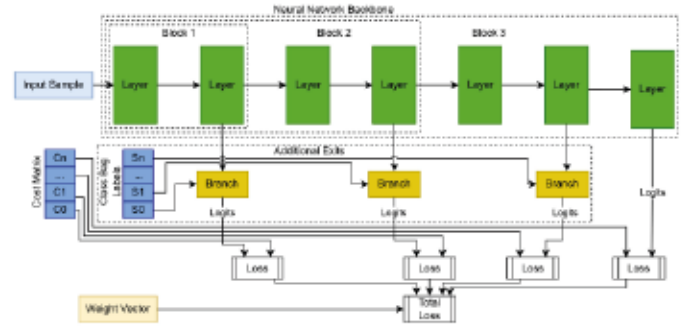 Neural Network Backbone
Block 1
Block 2
Block 3
Input Sample
Layer
Layer
Layer
Layer
Layer
Layer
Layer
Additional Exits
Cost Matrix
Cn
...
C1
C0
Class Bag
Labels
Sn
...
S1
S0
Branch
Branch
Branch
Logits
Logits
Logits
Logits
Loss
Loss
Loss
Loss
Weight Vector
Total
Loss